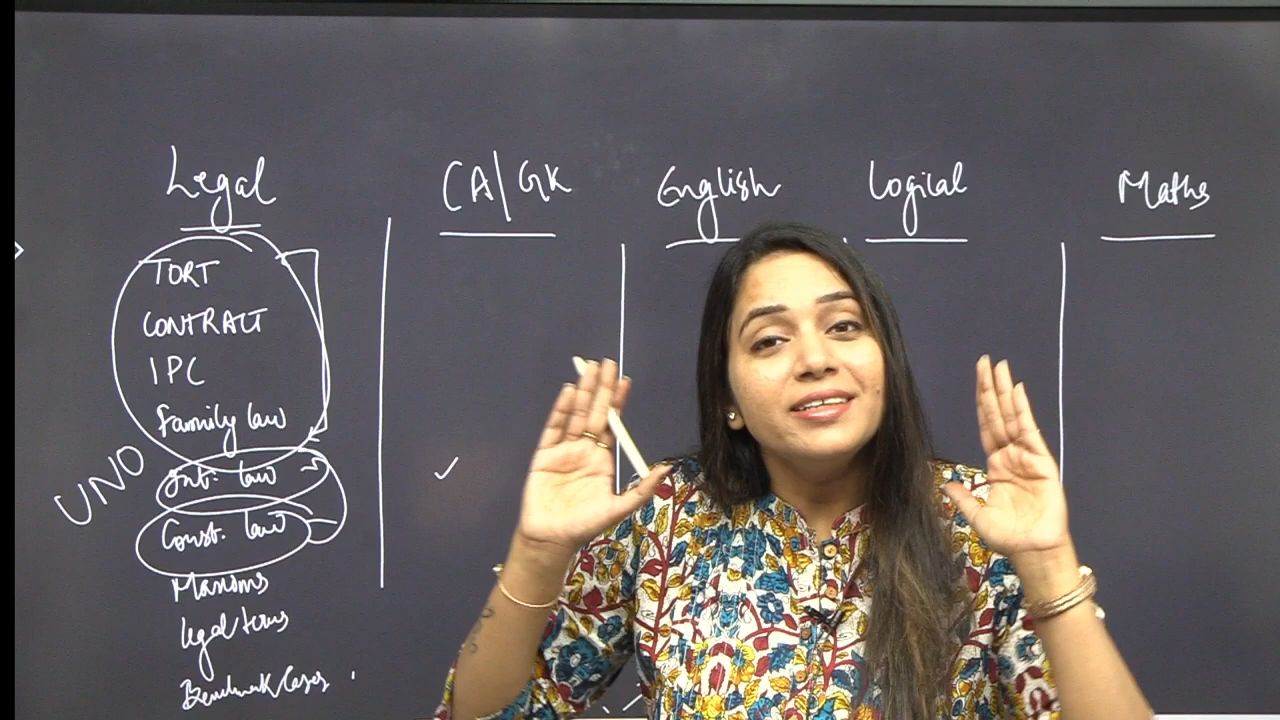 Legal CA/GK English Logical Maths
TORT
CONTRACT
IPC
Family law
UNO
Int. law
Const. law
Maxims
Legal terms
Benchmark Cases